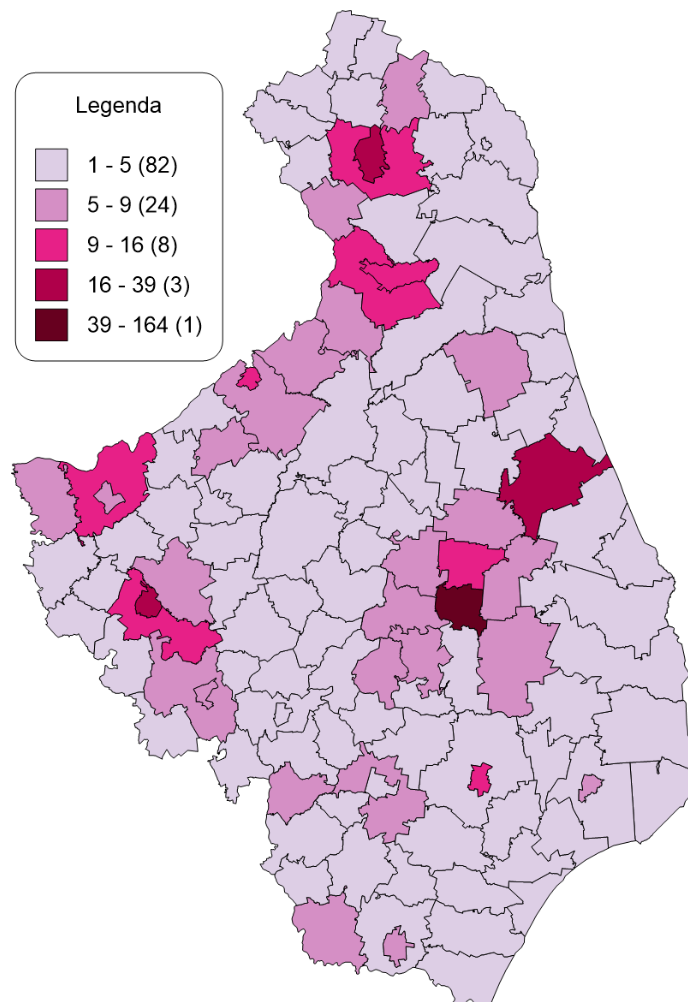 Legenda
1 - 5 (82)
5 - 9 (24)
9 - 16 (8)
16 - 39 (3)
39 - 164 (1)